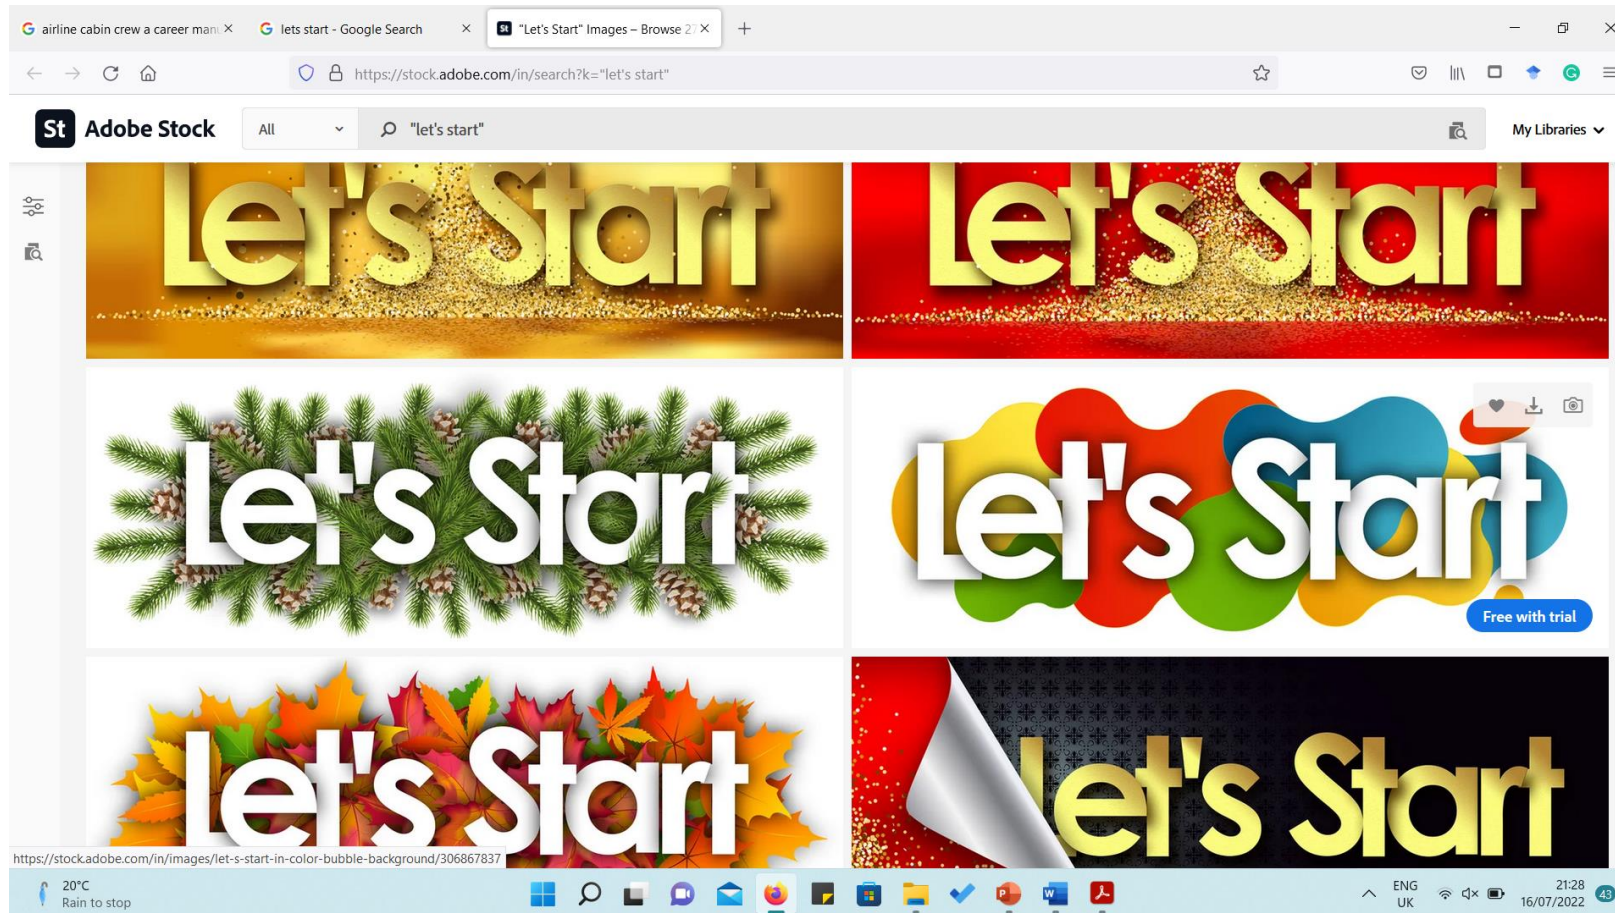 airline cabin crew a career manu
lets start - Google Search
St "Let's Start" Images – Browse 27
https://stock.adobe.com/in/search?k="let's start"
St Adobe Stock
All
"let's start"
My Libraries
Let's Start
Let's Start
Let's Start
Let's Start
Free with trial
Let's Start
Let's Start
https://stock.adobe.com/in/images/let-s-start-in-color-bubble-background/306867837
20°C
Rain to stop
ENG
UK
21:28
16/07/2022
43